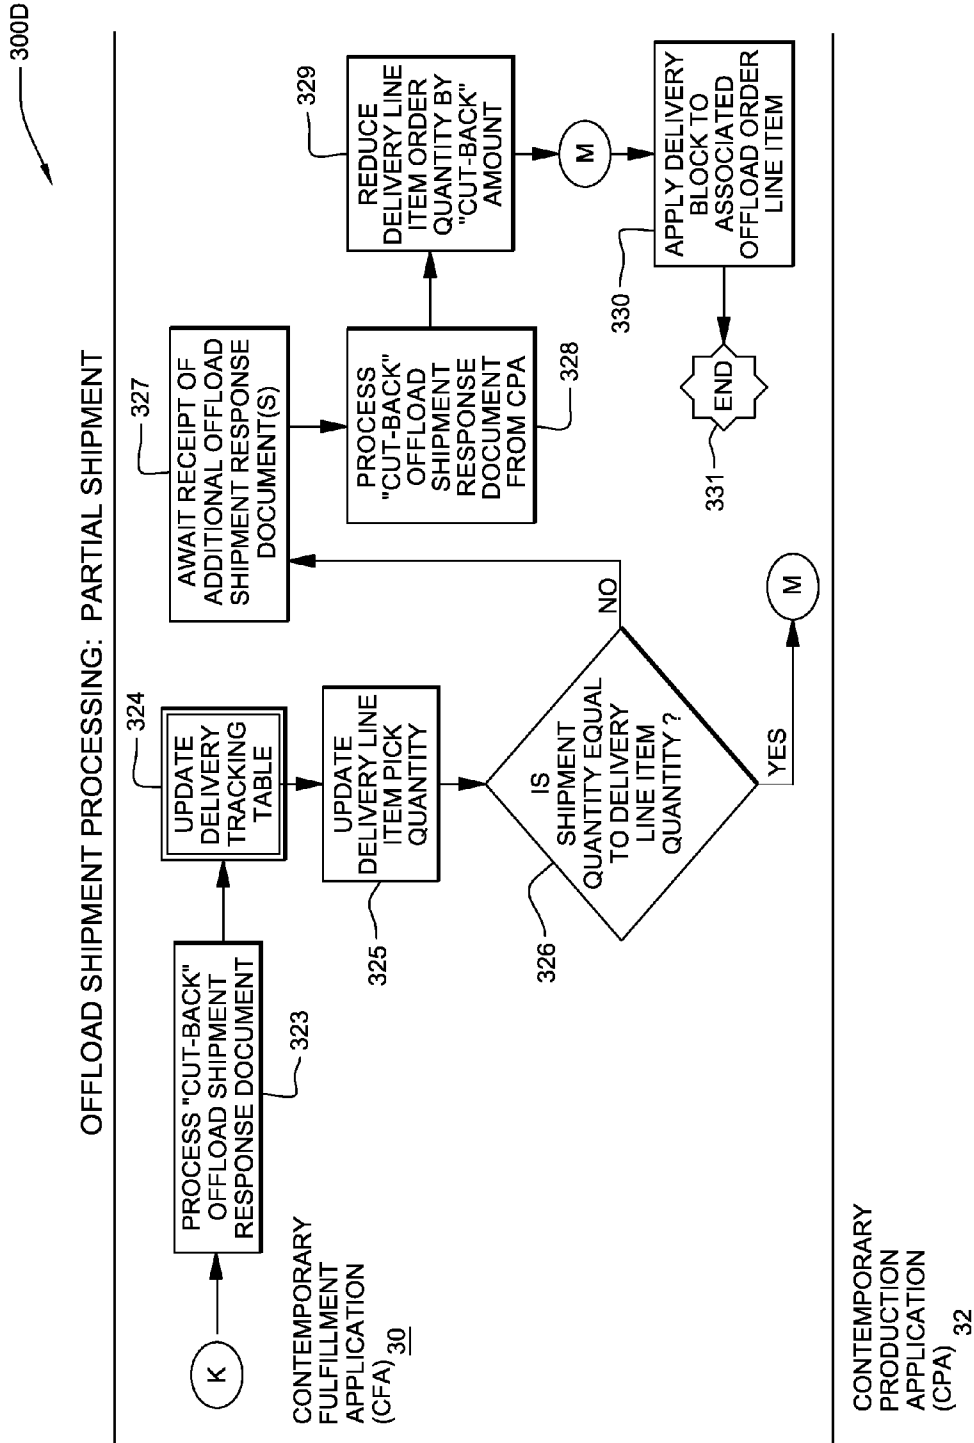 300D
OFFLOAD SHIPMENT PROCESSING: PARTIAL SHIPMENT
K
PROCESS "CUT-BACK"
OFFLOAD SHIPMENT
RESPONSE DOCUMENT
323
324
UPDATE
DELIVERY
TRACKING
TABLE
UPDATE
DELIVERY LINE
ITEM PICK
QUANTITY
325
IS
SHIPMENT
QUANTITY EQUAL
TO DELIVERY
LINE ITEM
QUANTITY ?
326
NO
YES
M
327
AWAIT RECEIPT OF
ADDITIONAL OFFLOAD
SHIPMENT RESPONSE
DOCUMENT(S)
PROCESS
"CUT-BACK"
OFFLOAD
SHIPMENT
RESPONSE
DOCUMENT
FROM CPA
328
329
REDUCE
DELIVERY LINE
ITEM ORDER
QUANTITY BY
"CUT-BACK"
AMOUNT
M
APPLY DELIVERY
BLOCK TO
ASSOCIATED
OFFLOAD ORDER
LINE ITEM
330
END
331
CONTEMPORARY
FULFILLMENT
APPLICATION
(CFA) 30
CONTEMPORARY
PRODUCTION
APPLICATION
(CPA) 32